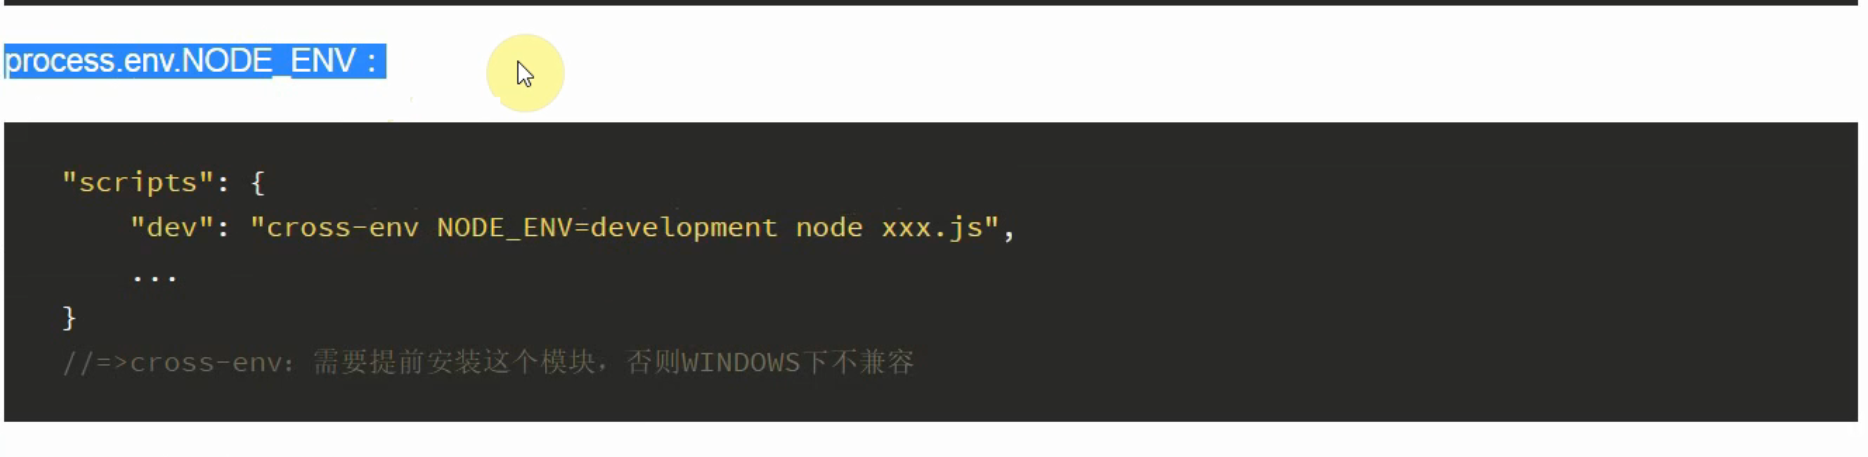 process.env.NODE_ENV：
"scripts": {
"dev": "cross-env NODE_ENV=development node xxx.js",
...
}
//=>cross-env：需要提前安装这个模块，否则WINDOWS下不兼容